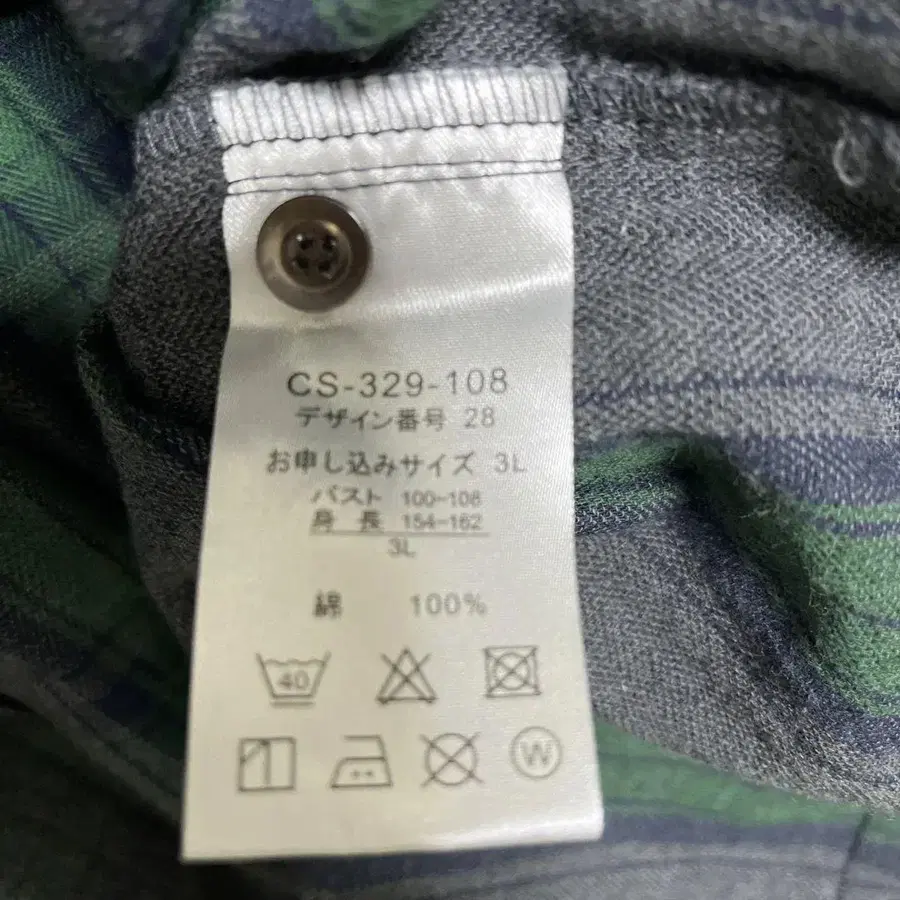 CS-329-108
デザイン番号 28
お申し込みサイズ 3L
バスト 100-108
身長 154-162
3L
綿 100%
40
W